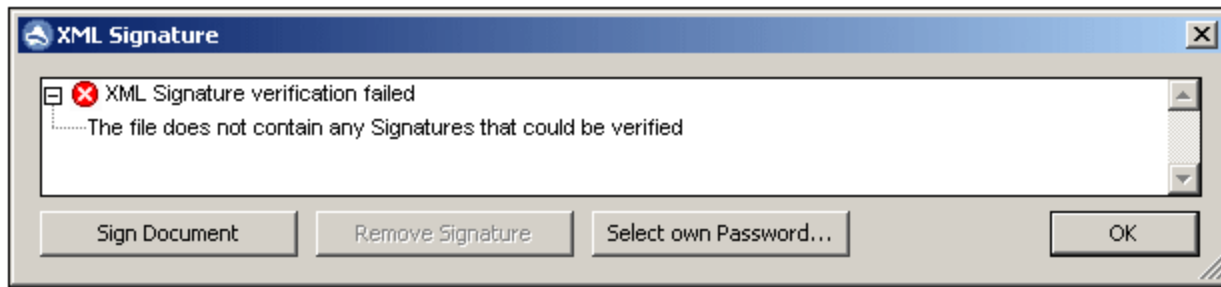 XML Signature
XML Signature verification failed
The file does not contain any Signatures that could be verified
Sign Document
Remove Signature
Select own Password...
OK